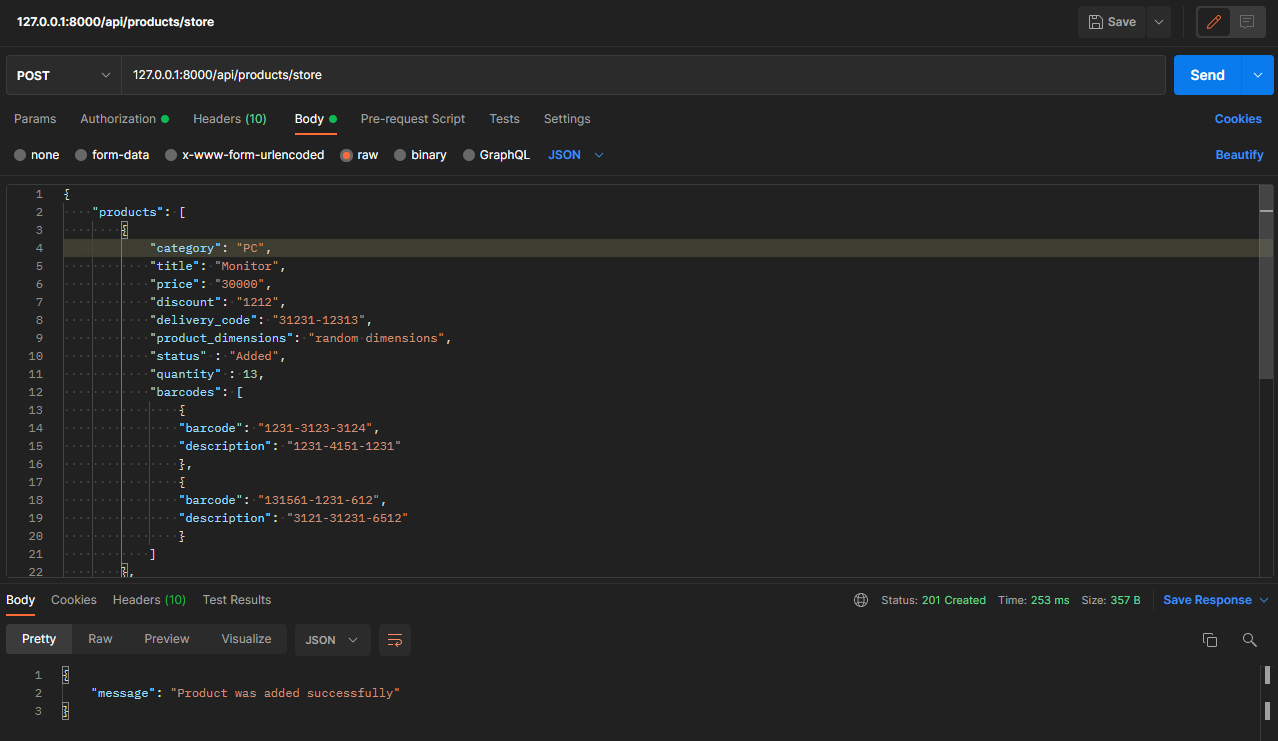 127.0.0.1:8000/api/products/store
Save
POST
127.0.0.1:8000/api/products/store
Send
Params Authorization Headers (10) Body Pre-request Script Tests Settings Cookies
none form-data x-www-form-urlencoded raw binary GraphQL JSON Beautify
1 {
2 "products": [
3 {
4 "category": "PC",
5 "title": "Monitor",
6 "price": "30000",
7 "discount": "1212",
8 "delivery_code": "31231-12313",
9 "product_dimensions": "random dimensions",
10 "status" : "Added",
11 "quantity" : 13,
12 "barcodes": [
13 {
14 "barcode": "1231-3123-3124",
15 "description": "1231-4151-1231"
16 },
17 {
18 "barcode": "131561-1231-612",
19 "description": "3121-31231-6512"
20 }
21 ]
22 },
Body Cookies Headers (10) Test Results Status: 201 Created Time: 253 ms Size: 357 B Save Response
Pretty Raw Preview Visualize JSON
1 {
2 "message": "Product was added successfully"
3 }